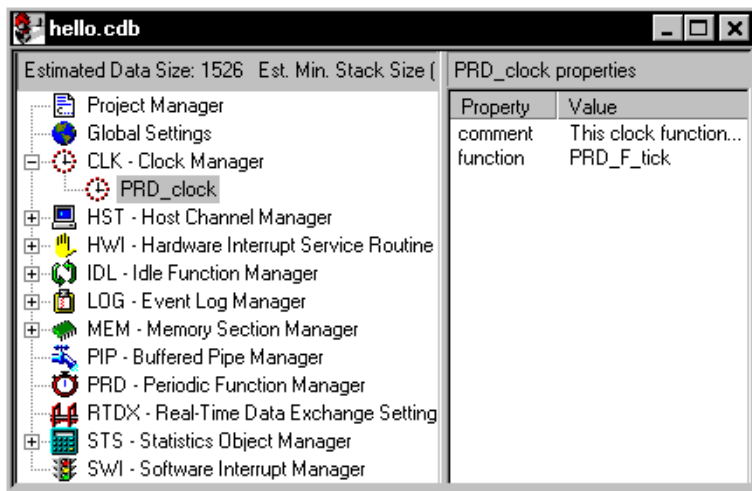 hello.cdb
Estimated Data Size: 1526 Est. Min. Stack Size (
Project Manager
Global Settings
CLK - Clock Manager
PRD_clock
HST - Host Channel Manager
HWI - Hardware Interrupt Service Routine
IDL - Idle Function Manager
LOG - Event Log Manager
MEM - Memory Section Manager
PIP - Buffered Pipe Manager
PRD - Periodic Function Manager
RTDX - Real-Time Data Exchange Setting
STS - Statistics Object Manager
SWI - Software Interrupt Manager
PRD_clock properties
Property Value
comment This clock function...
function PRD_F_tick